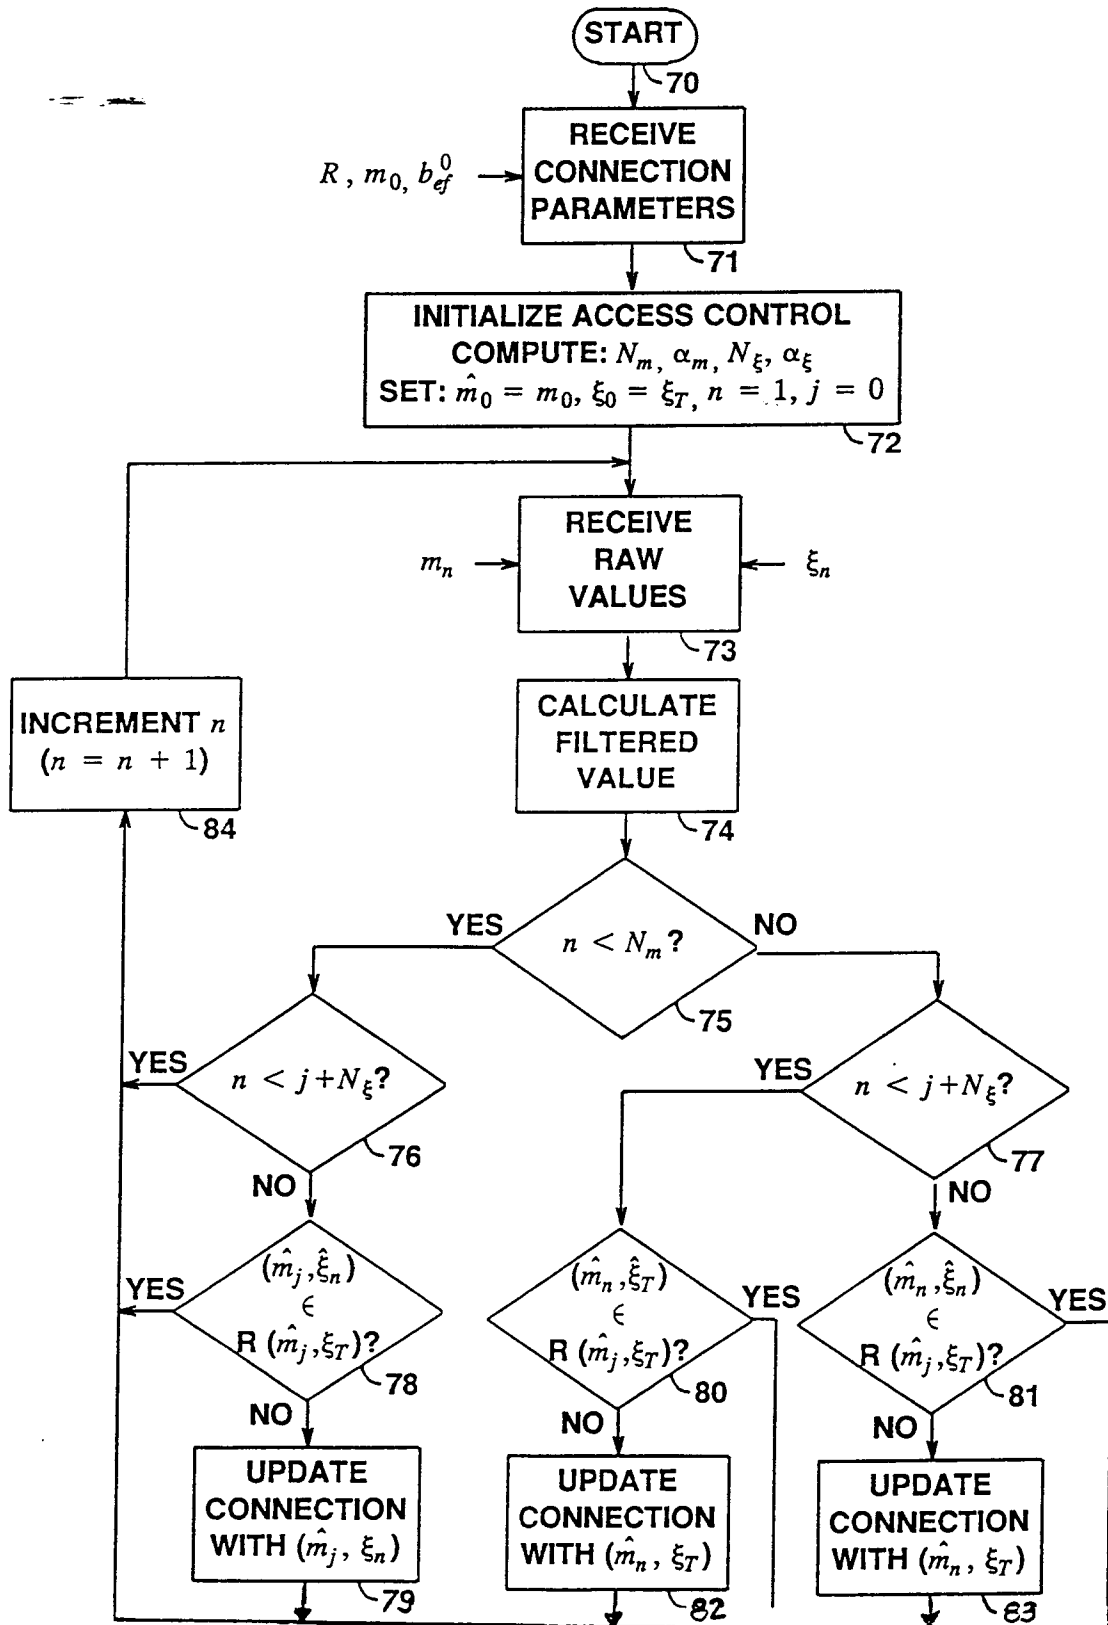 START
70
RECEIVE
CONNECTION
PARAMETERS
R, m₀, b_ef⁰
71
INITIALIZE ACCESS CONTROL
COMPUTE: N_m, α_m, N_ξ, α_ξ
SET: m̂₀ = m₀, ξ₀ = ξ_T, n = 1, j = 0
72
RECEIVE
RAW
VALUES
m_n
ξ_n
73
CALCULATE
FILTERED
VALUE
74
INCREMENT n
(n = n + 1)
84
n < N_m?
YES
NO
75
n < j+N_ξ?
YES
76
NO
n < j+N_ξ?
YES
77
NO
(m̂_j, ξ̂_n)
∈
R (m̂_j, ξ_T)?
YES
78
NO
(m̂_n, ξ̂_T)
∈
R (m̂_j, ξ_T)?
YES
80
NO
(m̂_n, ξ̂_n)
∈
R (m̂_j, ξ_T)?
YES
81
NO
UPDATE
CONNECTION
WITH (m̂_j, ξ_n)
79
UPDATE
CONNECTION
WITH (m̂_n, ξ_T)
82
UPDATE
CONNECTION
WITH (m̂_n, ξ_T)
83